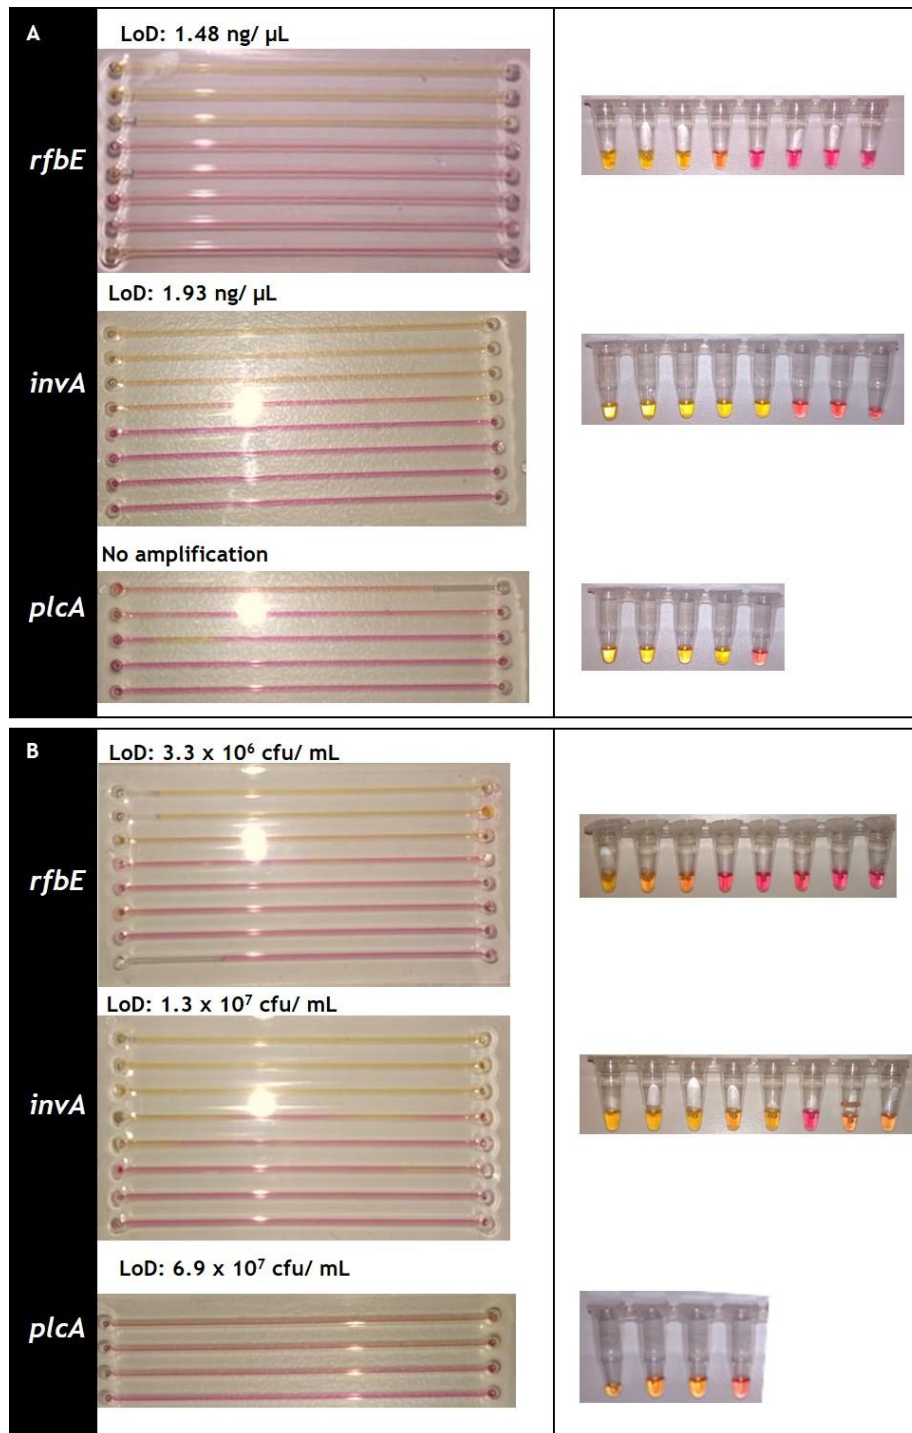 A
LoD: 1.48 ng/ µL
rfbE
LoD: 1.93 ng/ µL
invA
No amplification
plcA
B
LoD: 3.3 x 10⁶ cfu/ mL
rfbE
LoD: 1.3 x 10⁷ cfu/ mL
invA
LoD: 6.9 x 10⁷ cfu/ mL
plcA